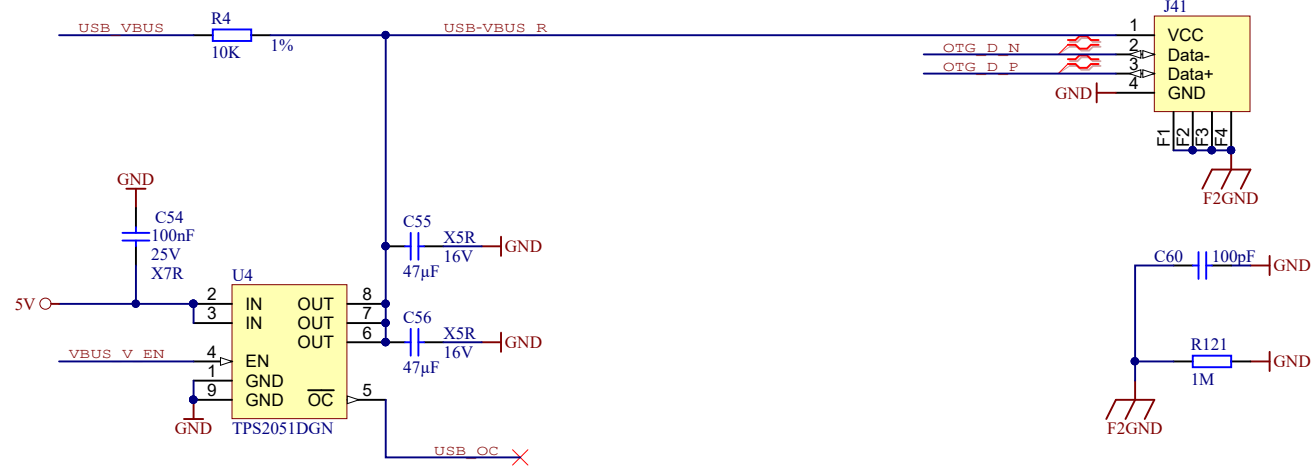 USB_VBUS
R4
10K
1%
USB-VBUS_R
J41
1
VCC
OTG_D_N
2
Data-
OTG_D_P
3
Data+
GND
4
GND
F1
F2
F3
F4
F2GND
GND
C54
100nF
25V
X7R
C55
X5R
GND
16V
47µF
C60
100pF
GND
U4
5V
2
IN
OUT
8
3
IN
OUT
7
OUT
6
C56
X5R
GND
16V
47µF
VBUS_V_EN
4
EN
1
GND
9
GND
OC
5
GND
TPS2051DGN
USB_OC
R121
GND
1M
F2GND